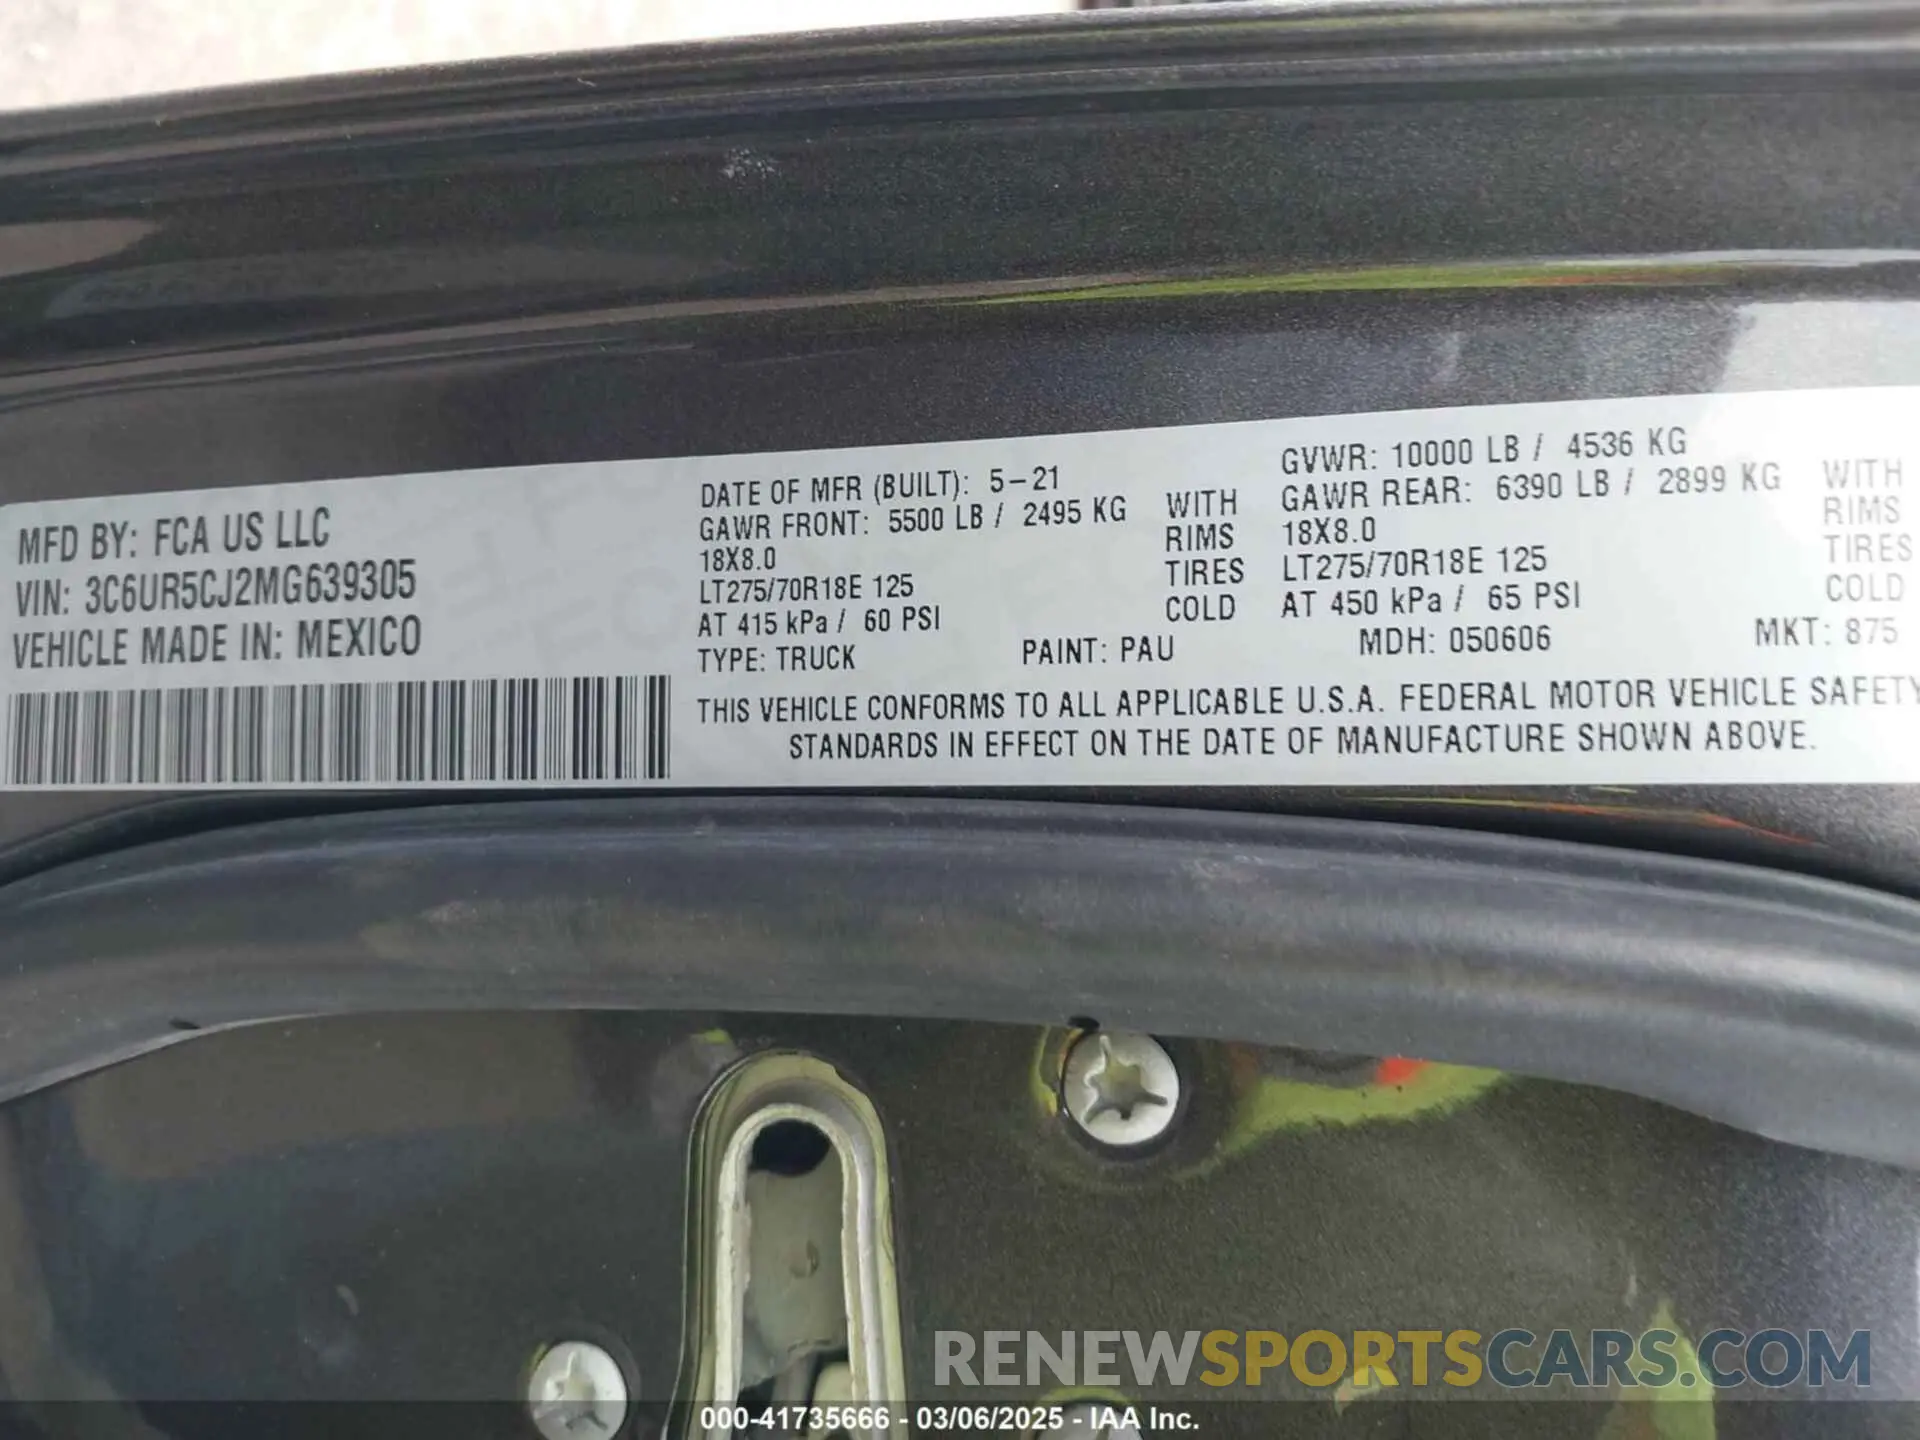 MFD BY: FCA US LLC
VIN: 3C6UR5CJ2MG639305
VEHICLE MADE IN: MEXICO
DATE OF MFR (BUILT): 5-21
GAWR FRONT: 5500 LB / 2495 KG
18X8.0
LT275/70R18E 125
AT 415 kPa / 60 PSI
TYPE: TRUCK
WITH
RIMS
TIRES
COLD
PAINT: PAU
GVWR: 10000 LB / 4536 KG
GAWR REAR: 6390 LB / 2899 KG
18X8.0
LT275/70R18E 125
AT 450 kPa / 65 PSI
MDH: 050606
WITH
RIMS
TIRES
COLD
MKT: 875
THIS VEHICLE CONFORMS TO ALL APPLICABLE U.S.A. FEDERAL MOTOR VEHICLE SAFETY
STANDARDS IN EFFECT ON THE DATE OF MANUFACTURE SHOWN ABOVE.
RENEWSPORTSCARS.COM
000-41735666 - 03/06/2025 - IAA Inc.